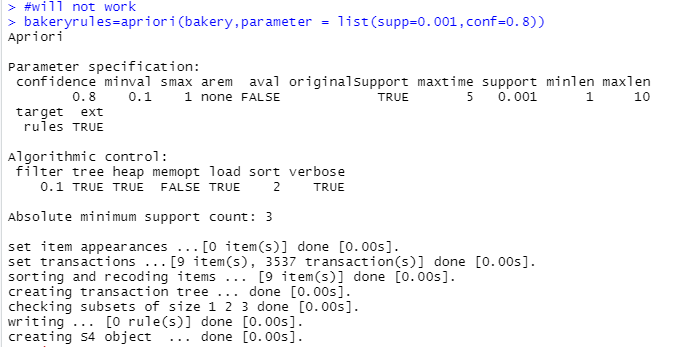 > #will not work
> bakeryrules=apriori(bakery,parameter = list(supp=0.001,conf=0.8))
Apriori

Parameter specification:
 confidence minval smax arem  aval originalSupport maxtime support minlen maxlen
        0.8    0.1    1 none FALSE            TRUE       5   0.001      1     10
 target  ext
  rules TRUE

Algorithmic control:
 filter tree heap memopt load sort verbose
    0.1 TRUE TRUE  FALSE TRUE    2    TRUE

Absolute minimum support count: 3

set item appearances ...[0 item(s)] done [0.00s].
set transactions ...[9 item(s), 3537 transaction(s)] done [0.00s].
sorting and recoding items ... [9 item(s)] done [0.00s].
creating transaction tree ... done [0.00s].
checking subsets of size 1 2 3 done [0.00s].
writing ... [0 rule(s)] done [0.00s].
creating S4 object  ... done [0.00s].